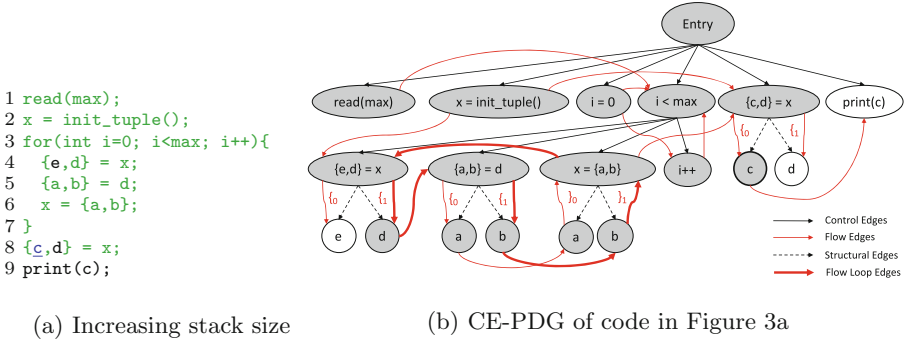 1 read(max);
2 x = init_tuple();
3 for(int i=0; i<max; i++){
4 {e,d} = x;
5 {a,b} = d;
6 x = {a,b};
7 }
8 {c,d} = x;
9 print(c);
(a) Increasing stack size
Entry
read(max) x = init_tuple() i = 0 i < max {c,d} = x print(c)
{0 {1
{e,d} = x {a,b} = d x = {a,b} i++ c d
{0 {1 {0 {1 }0 }1
e d a b a b
Control Edges
Flow Edges
Structural Edges
Flow Loop Edges
(b) CE-PDG of code in Figure 3a